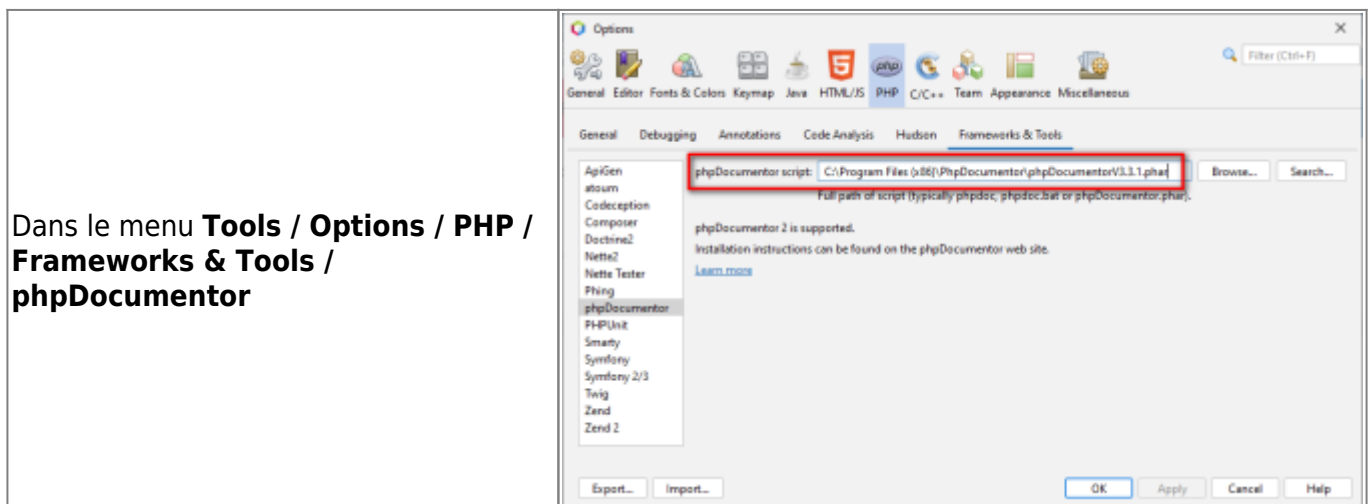 Dans le menu Tools / Options / PHP /
Frameworks & Tools /
phpDocumentor
Options
General Editor Fonts & Colors Keymap Java HTML/JS PHP C/C++ Team Appearance Miscellaneous
Filter (Ctrl+F)
General Debugging Annotations Code Analysis Hudson Frameworks & Tools
ApiGen
atoum
Codeception
Composer
Doctrine2
Nette2
Nette Tester
Phing
phpDocumentor
PHPUnit
Smarty
Symfony
Symfony 2/3
Twig
Zend
Zend 2
phpDocumentor script: C:\Program Files (x86)\PhpDocumentor\phpDocumentorV3.3.1.phar Browse... Search...
Full path of script (typically phpdoc, phpdoc.bat or phpDocumentor.phar).
phpDocumentor 2 is supported.
Installation instructions can be found on the phpDocumentor web site.
Learn more
Export... Import... OK Apply Cancel Help